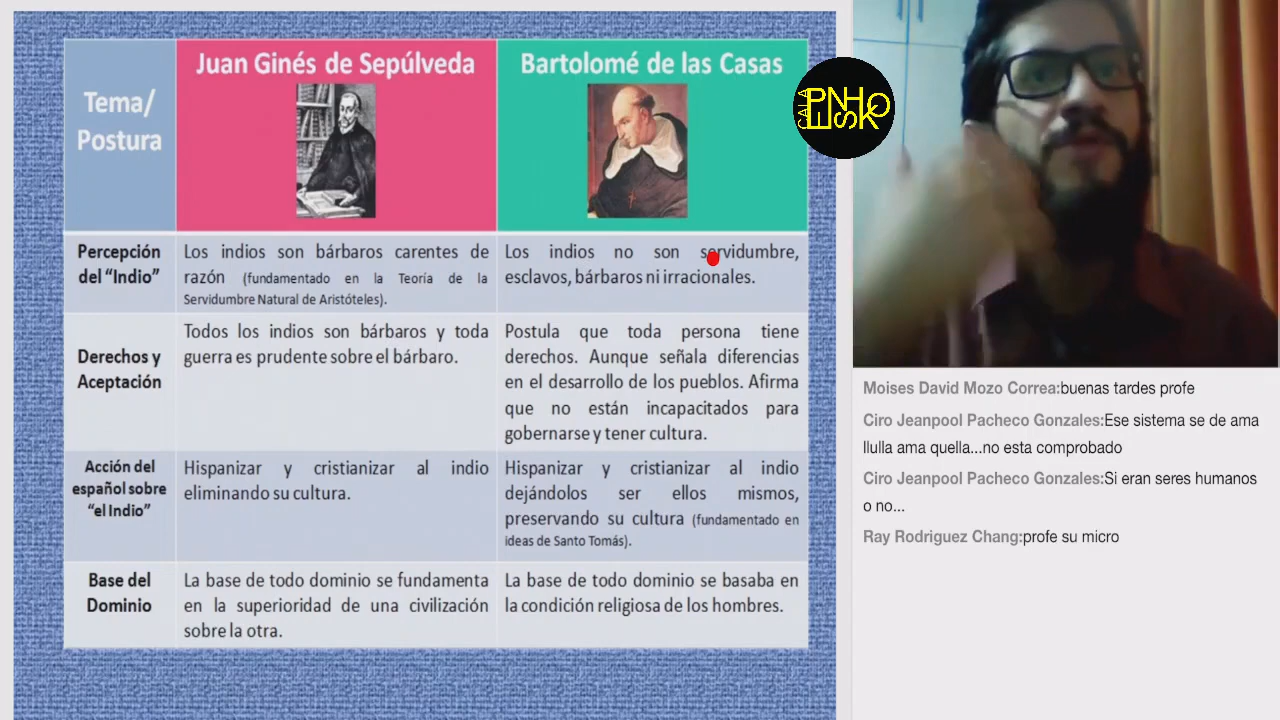 Tema/
Postura
Juan Ginés de Sepúlveda
Bartolomé de las Casas
Percepción
del “Indio”
Los indios son bárbaros carentes de
razón (fundamentado en la Teoría de la
Servidumbre Natural de Aristóteles).
Los indios no son servidumbre,
esclavos, bárbaros ni irracionales.
Derechos y
Aceptación
Todos los indios son bárbaros y toda
guerra es prudente sobre el bárbaro.
Postula que toda persona tiene
derechos. Aunque señala diferencias
en el desarrollo de los pueblos. Afirma
que no están incapacitados para
gobernarse y tener cultura.
Acción del
español sobre
“el Indio”
Hispanizar y cristianizar al indio
eliminando su cultura.
Hispanizar y cristianizar al indio
dejándolos ser ellos mismos,
preservando su cultura (fundamentado en
ideas de Santo Tomás).
Base del
Dominio
La base de todo dominio se fundamenta
en la superioridad de una civilización
sobre la otra.
La base de todo dominio se basaba en
la condición religiosa de los hombres.
Moises David Mozo Correa:buenas tardes profe
Ciro Jeanpool Pacheco Gonzales:Ese sistema se de ama
llulla ama quella...no esta comprobado
Ciro Jeanpool Pacheco Gonzales:Si eran seres humanos
o no...
Ray Rodriguez Chang:profe su micro